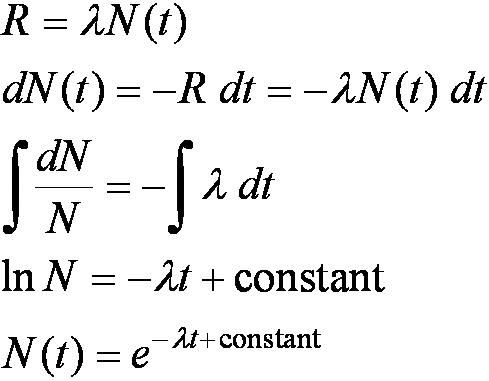 R = λN(t)
dN(t) = −R dt = −λN(t) dt
∫ dN/N = −∫ λ dt
ln N = −λt + constant
N(t) = e^{−λt+constant}